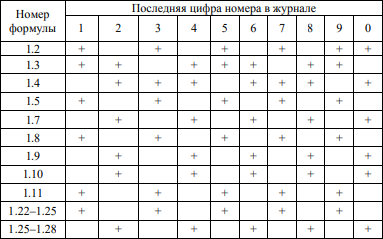 Номер формулы Последняя цифра номера в журнале
1 2 3 4 5 6 7 8 9 0
1.2 + + + + + +
1.3 + + + + + + +
1.4 + + + + + + +
1.5 + + + + +
1.7 + + + + +
1.8 + + + + +
1.9 + + + + +
1.10 + + + + +
1.11 + + + + +
1.22–1.25 + + + + +
1.25–1.28 + + + + +